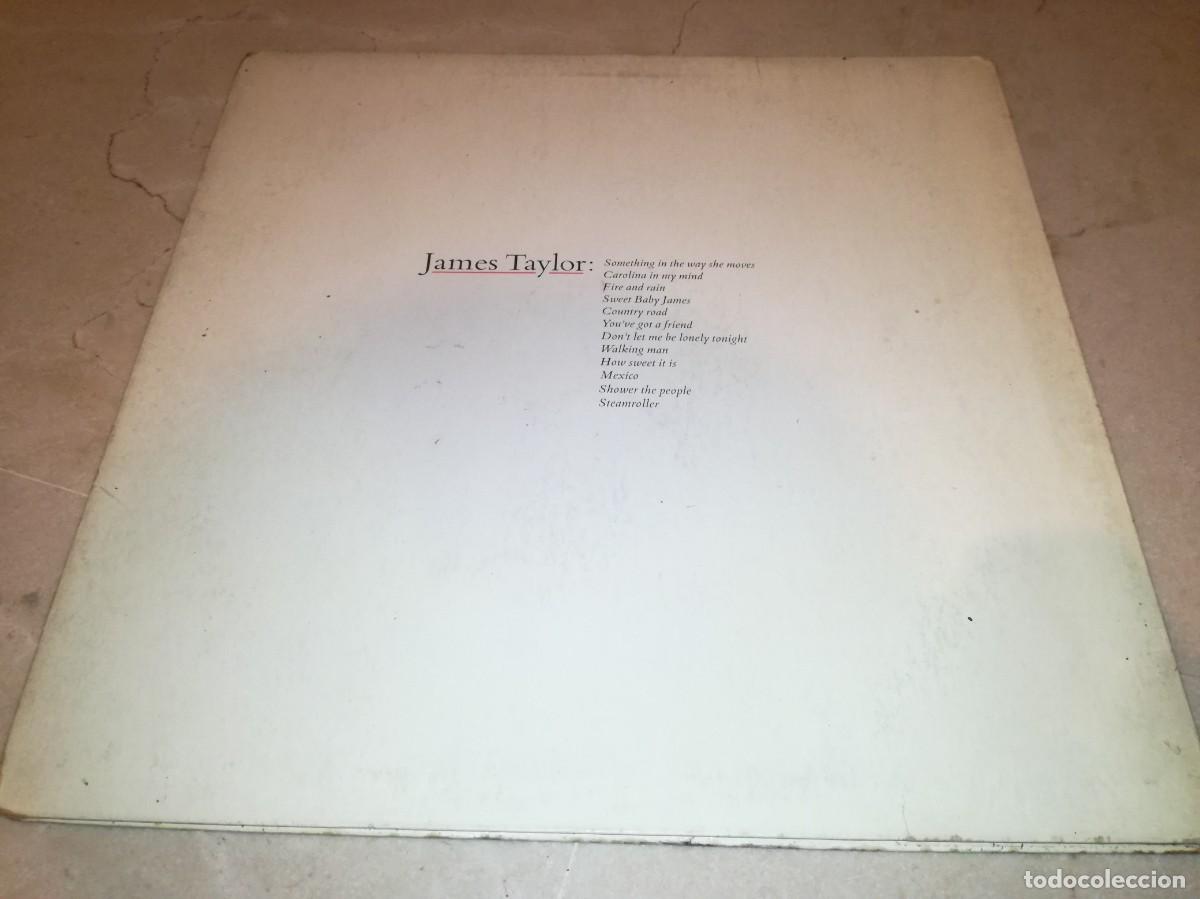 James Taylor:
Something in the way she moves
Carolina in my mind
Fire and rain
Sweet Baby James
Country road
You've got a friend
Don't let me be lonely tonight
Walking man
How sweet it is
Mexico
Shower the people
Steamroller
todocoleccion